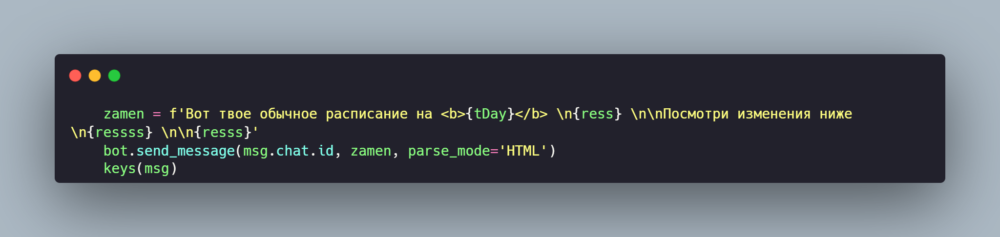 zamen = f'Вот твое обычное расписание на <b>{tDay}</b> \n{ress} \n\nПосмотри изменения ниже
\n{ressss} \n\n{resss}'
bot.send_message(msg.chat.id, zamen, parse_mode='HTML')
keys(msg)